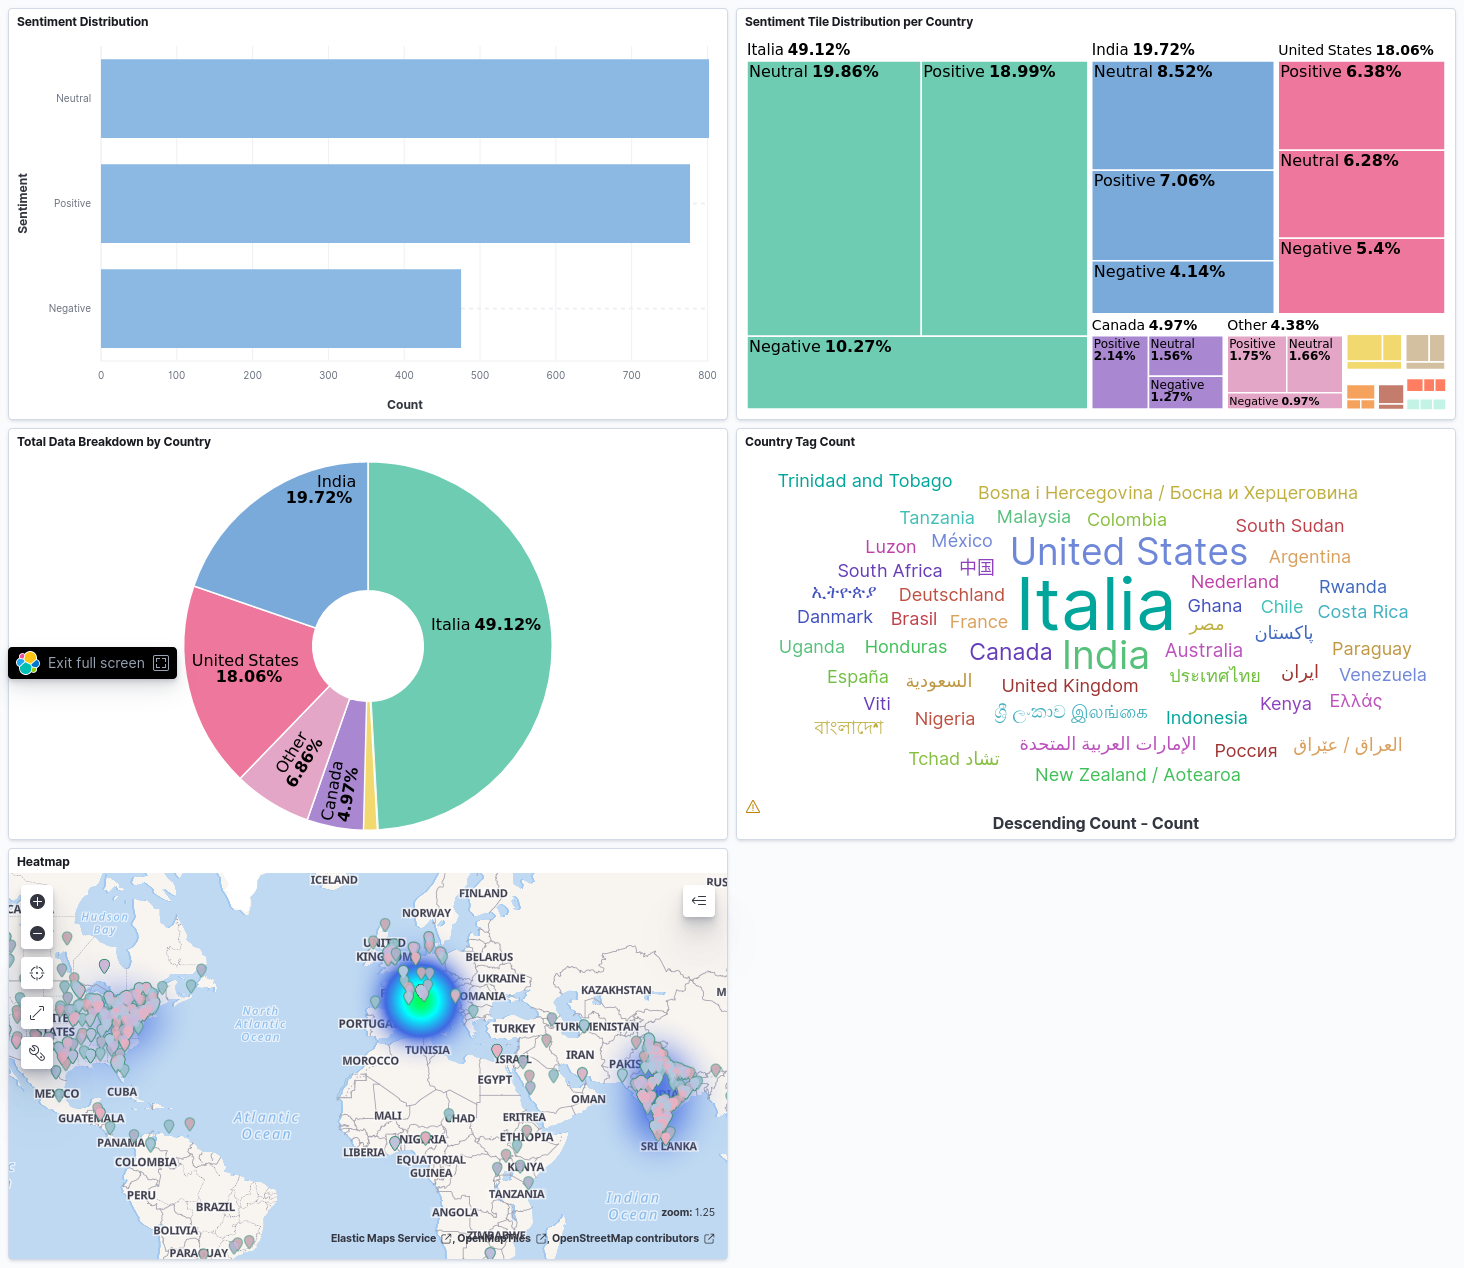 Sentiment Distribution
Sentiment
Neutral
Positive
Negative
0 100 200 300 400 500 600 700 800
Count
Sentiment Tile Distribution per Country
Italia 49.12%
Neutral 19.86%
Positive 18.99%
Negative 10.27%
India 19.72%
Neutral 8.52%
Positive 7.06%
Negative 4.14%
United States 18.06%
Positive 6.38%
Neutral 6.28%
Negative 5.4%
Canada 4.97%
Positive
2.14%
Neutral
1.56%
Negative
1.27%
Other 4.38%
Positive
1.75%
Neutral
1.66%
Negative 0.97%
Total Data Breakdown by Country
India
19.72%
Italia 49.12%
United States
18.06%
Other
6.86%
Canada
4.97%
Exit full screen
Country Tag Count
Trinidad and Tobago
Bosna i Hercegovina / Босна и Херцеговина
Tanzania Malaysia Colombia South Sudan
Luzon México United States Argentina
South Africa 中国 Nederland Rwanda
ኢትዮጵያ Deutschland Italia Ghana Chile Costa Rica
Danmark Brasil France مصر پاکستان
Uganda Honduras Canada India Australia Paraguay
España السعودية United Kingdom ประเทศไทย ایران Venezuela
Viti ශ්‍රී ලංකාව இலங்கை Kenya Ελλάς
বাংলাদেশ Nigeria Indonesia
Tchad تشاد الإمارات العربية المتحدة Россия العراق / عێراق
New Zealand / Aotearoa
Descending Count - Count
Heatmap
ICELAND
FINLAND
NORWAY
Hudson
Bay
BELARUS
UKRAINE
KAZAKHSTAN
North
Atlantic
Ocean
TURKEY
TUNISIA
MOROCCO
IRAN
EGYPT
OMAN
MEXICO
CUBA
GUATEMALA
PANAMA
COLOMBIA
PERU
BRAZIL
BOLIVIA
PARAGUAY
Atlantic
Ocean
MALI
ERITREA
NIGERIA
ETHIOPIA
LIBERIA
EQUATORIAL
GUINEA
KENYA
TANZANIA
ANGOLA
SRI LANKA
Indian
Ocean
zoom: 1.25
Elastic Maps Service , OpenMapTiles , OpenStreetMap contributors